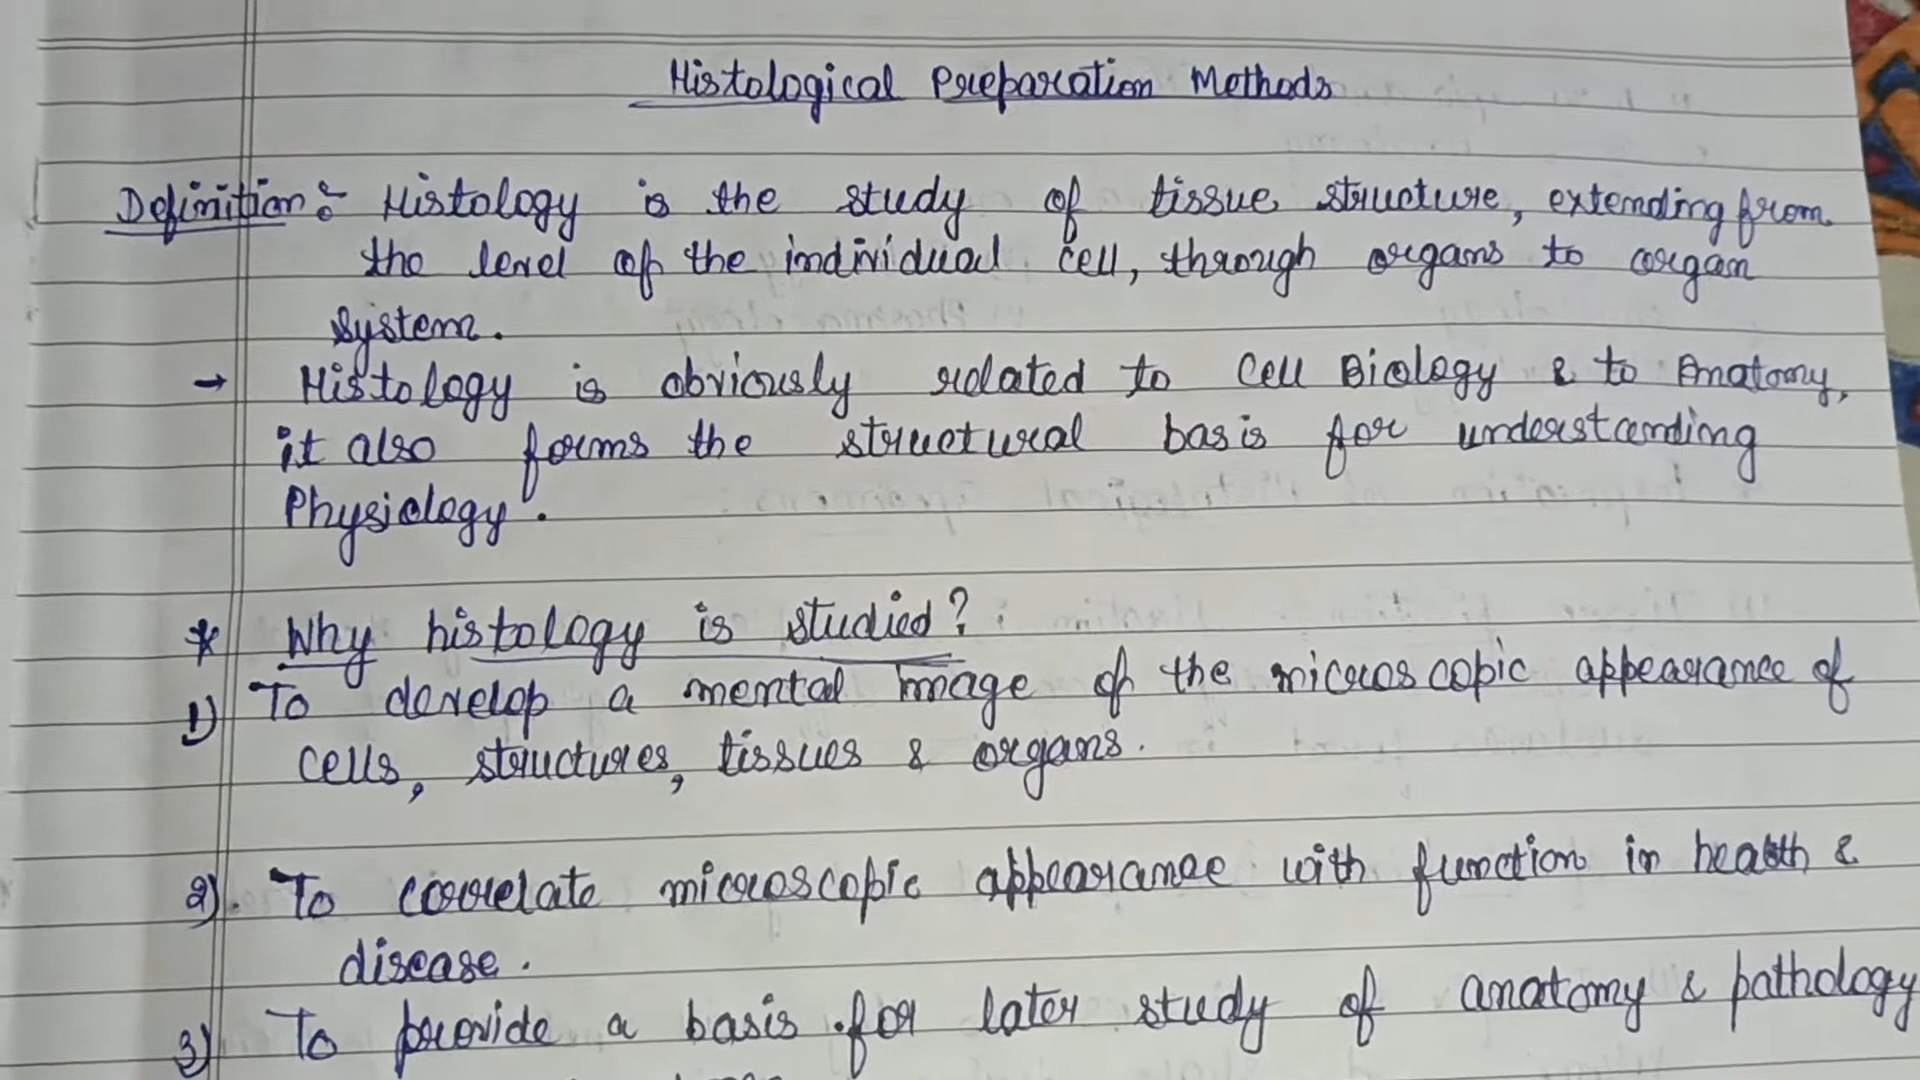 Histological Preparation Methods
Definition :- Histology is the study of tissue structure, extending from
the level of the individual cell, through organs to organ
system.
→ Histology is obviously related to Cell Biology & to Anatomy,
it also forms the structural basis for understanding
Physiology.
* Why histology is studied?
1) To develop a mental image of the microscopic appearance of
cells, structures, tissues & organs.
2). To correlate microscopic appearance with function in health &
disease.
3) To provide a basis for later study of anatomy & pathology